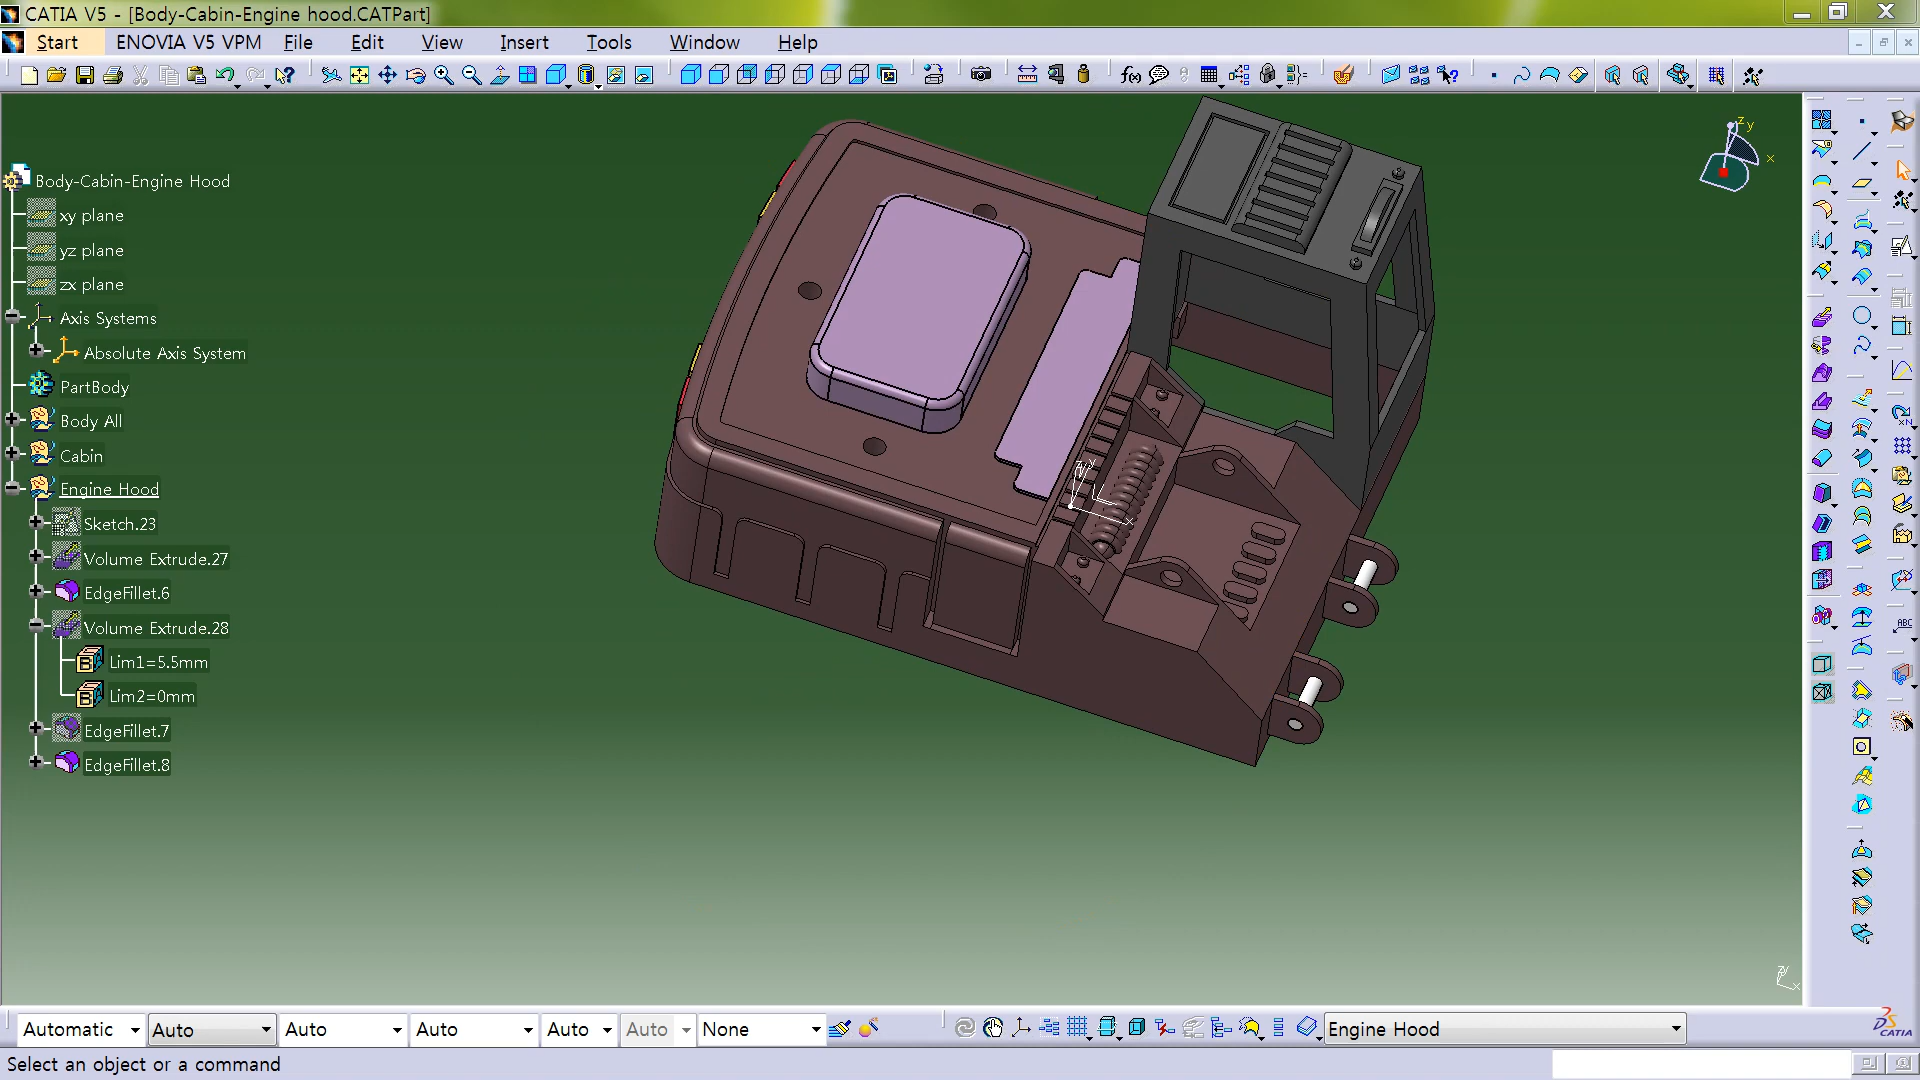 CATIA V5 - [Body-Cabin-Engine hood.CATPart]
Start ENOVIA V5 VPM File Edit View Insert Tools Window Help
Body-Cabin-Engine Hood
xy plane
yz plane
zx plane
Axis Systems
Absolute Axis System
PartBody
Body All
Cabin
Engine Hood
Sketch.23
Volume Extrude.27
EdgeFillet.6
Volume Extrude.28
Lim1=5.5mm
Lim2=0mm
EdgeFillet.7
EdgeFillet.8
z y
x
Automatic Auto Auto Auto Auto Auto None Engine Hood
CATIA
Select an object or a command